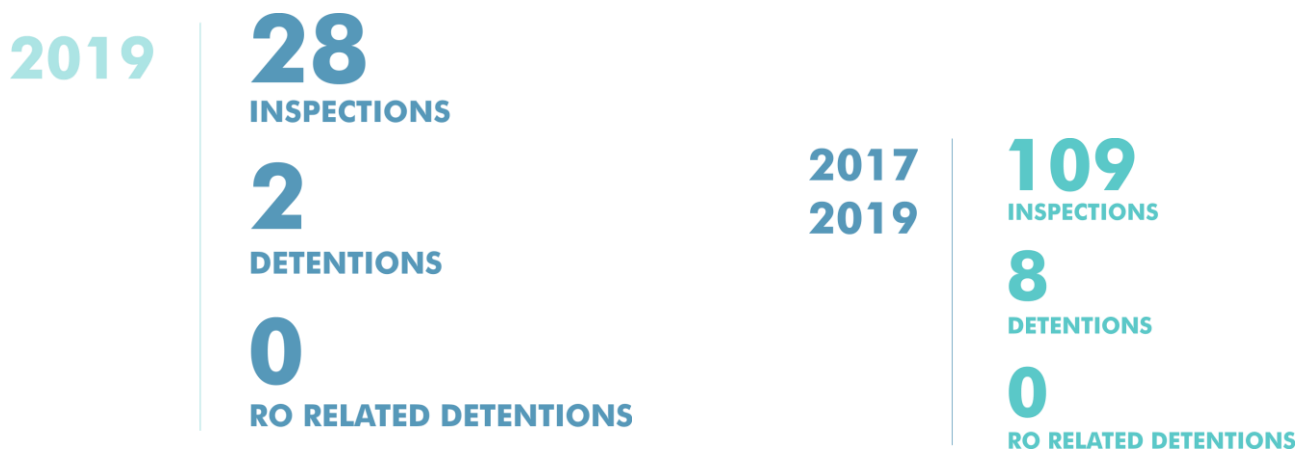 2019
28
INSPECTIONS
2
DETENTIONS
0
RO RELATED DETENTIONS
2017
2019
109
INSPECTIONS
8
DETENTIONS
0
RO RELATED DETENTIONS